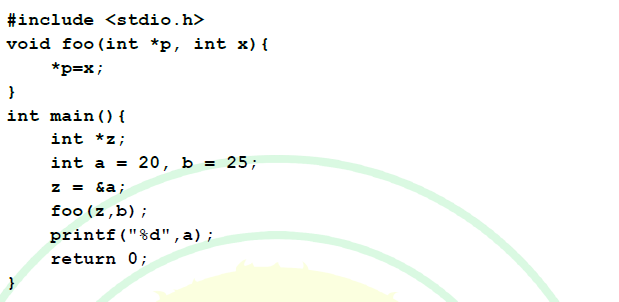 #include <stdio.h>
void foo(int *p, int x){
    *p=x;
}
int main(){
    int *z;
    int a = 20, b = 25;
    z = &a;
    foo(z,b);
    printf("%d",a);
    return 0;
}